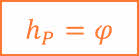 h_P = φ